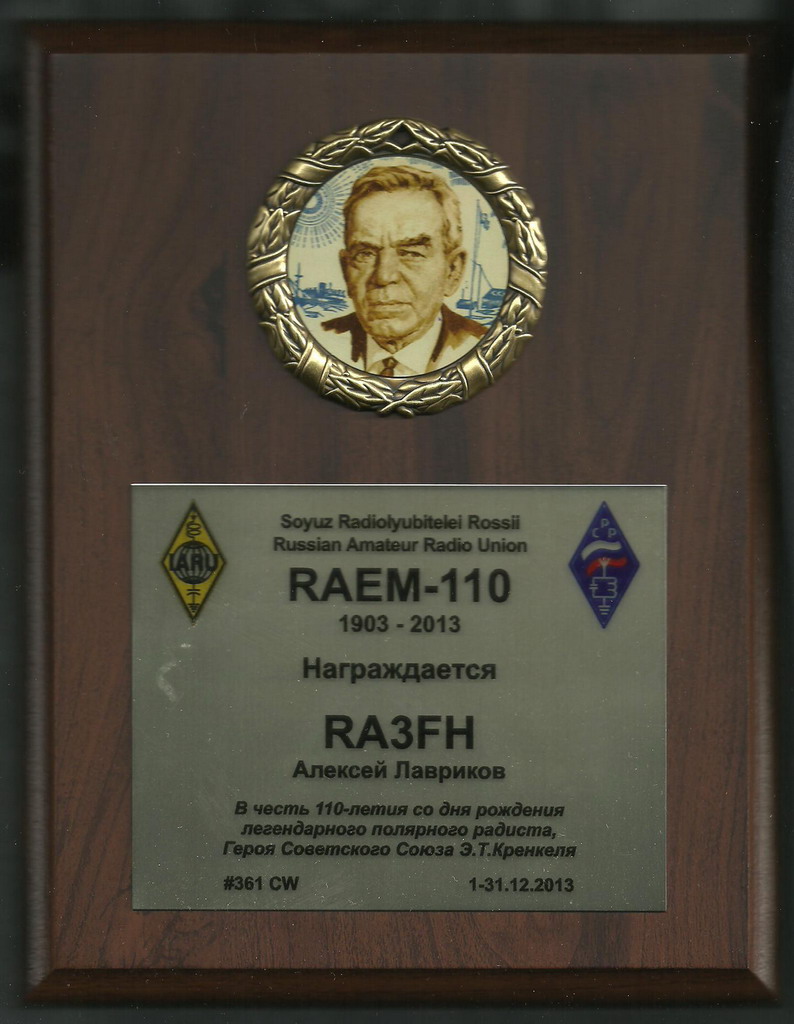 Soyuz Radiolyubitelei Rossii
Russian Amateur Radio Union
IARU
С Р Р
RAEM-110
1903 - 2013
Награждается
RA3FH
Алексей Лавриков
В честь 110-летия со дня рождения
легендарного полярного радиста,
Героя Советского Союза Э.Т.Кренкеля
#361 CW
1-31.12.2013